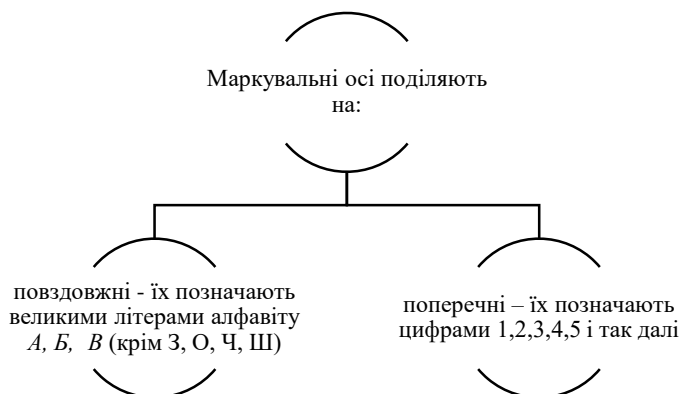 Маркувальні осі поділяють
на:
повздовжні - їх позначають
великими літерами алфавіту
А, Б, В (крім З, О, Ч, Ш)
поперечні – їх позначають
цифрами 1,2,3,4,5 і так далі